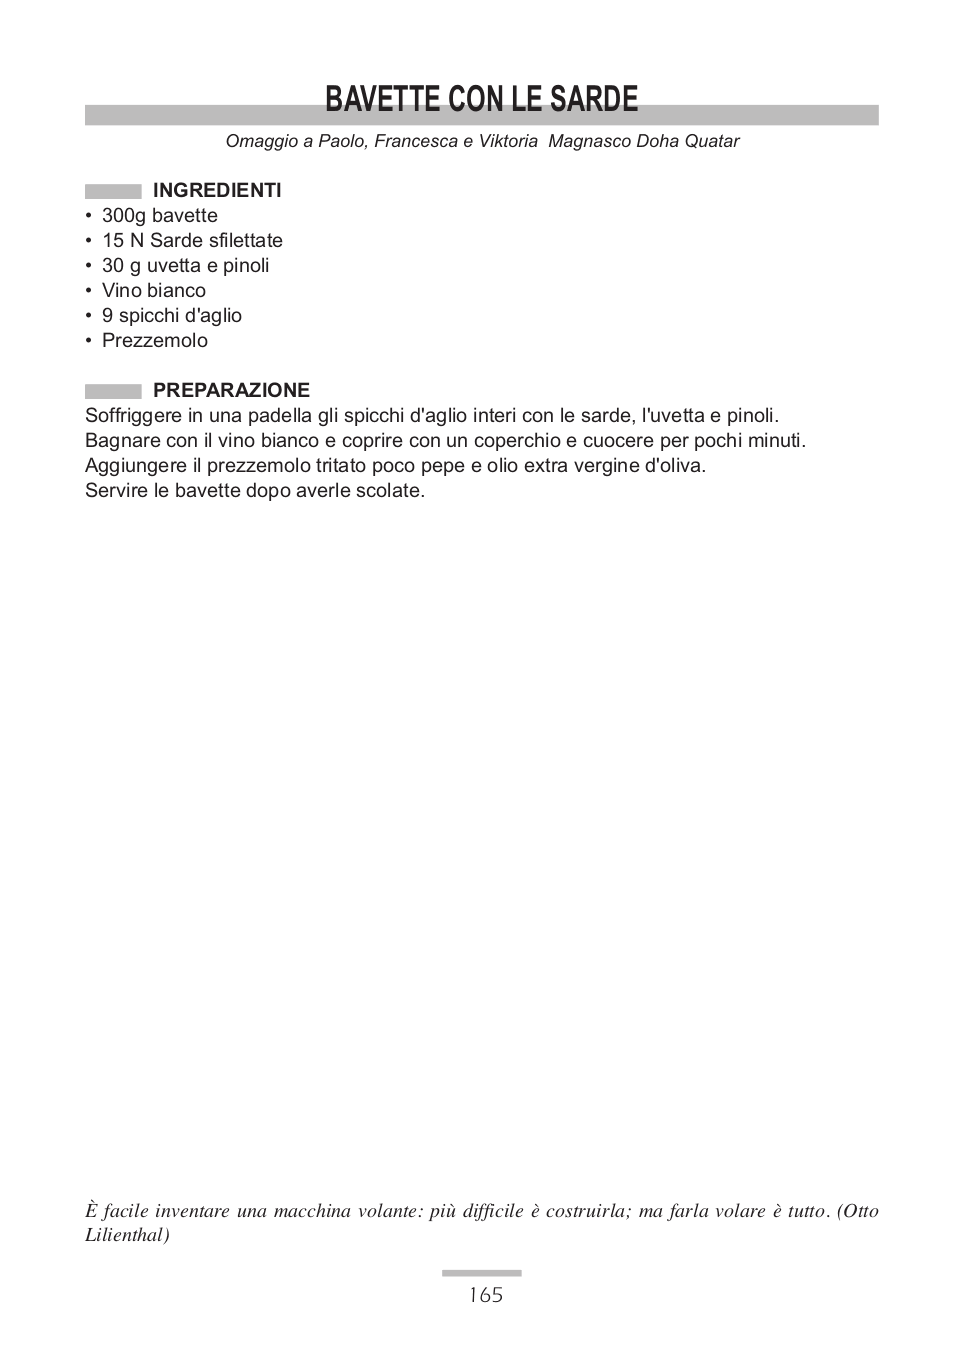 BAVETTE CON LE SARDE
Omaggio a Paolo, Francesca e Viktoria  Magnasco Doha Quatar
INGREDIENTI
• 300g bavette
• 15 N Sarde sfilettate
• 30 g uvetta e pinoli
• Vino bianco
• 9 spicchi d'aglio
• Prezzemolo
PREPARAZIONE
Soffriggere in una padella gli spicchi d'aglio interi con le sarde, l'uvetta e pinoli.
Bagnare con il vino bianco e coprire con un coperchio e cuocere per pochi minuti.
Aggiungere il prezzemolo tritato poco pepe e olio extra vergine d'oliva.
Servire le bavette dopo averle scolate.
È facile inventare una macchina volante: più difficile è costruirla; ma farla volare è tutto. (Otto
Lilienthal)
165